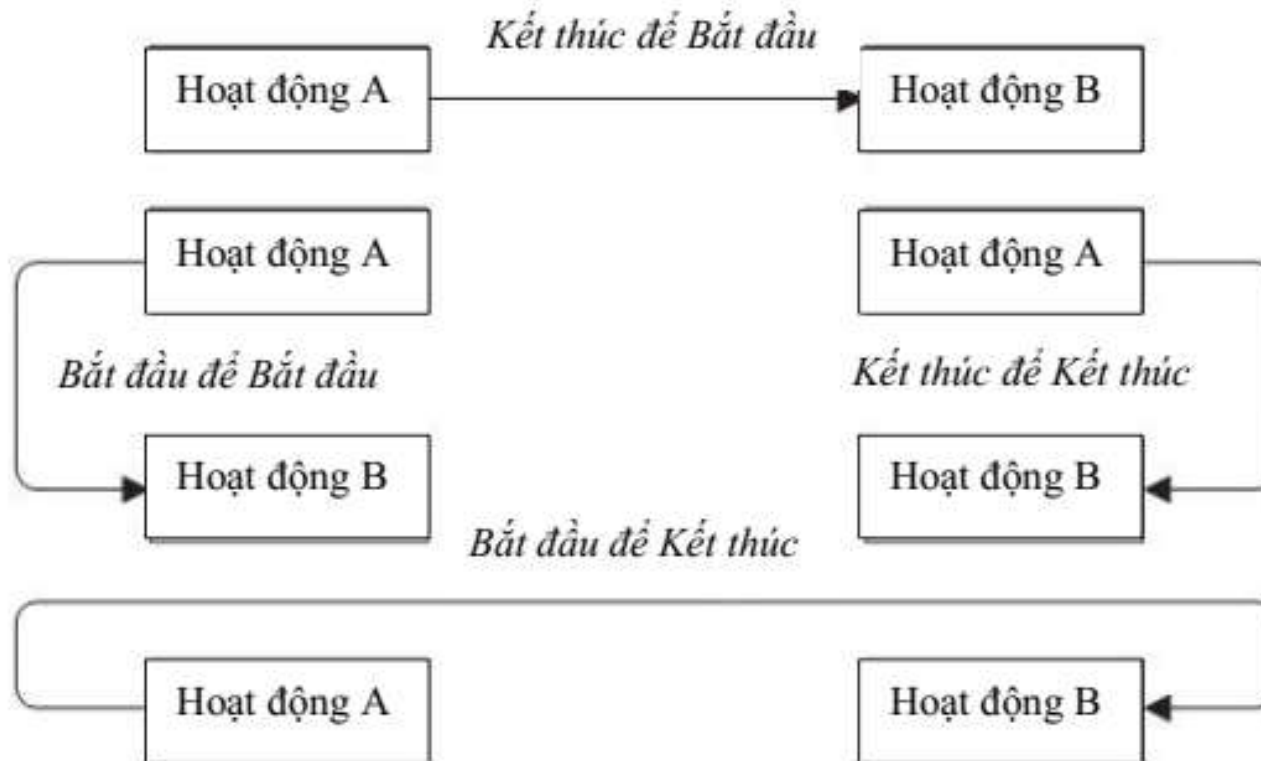 Kết thúc để Bắt đầu
Hoạt động A
Hoạt động B
Hoạt động A
Hoạt động A
Bắt đầu để Bắt đầu
Kết thúc để Kết thúc
Hoạt động B
Hoạt động B
Bắt đầu để Kết thúc
Hoạt động A
Hoạt động B